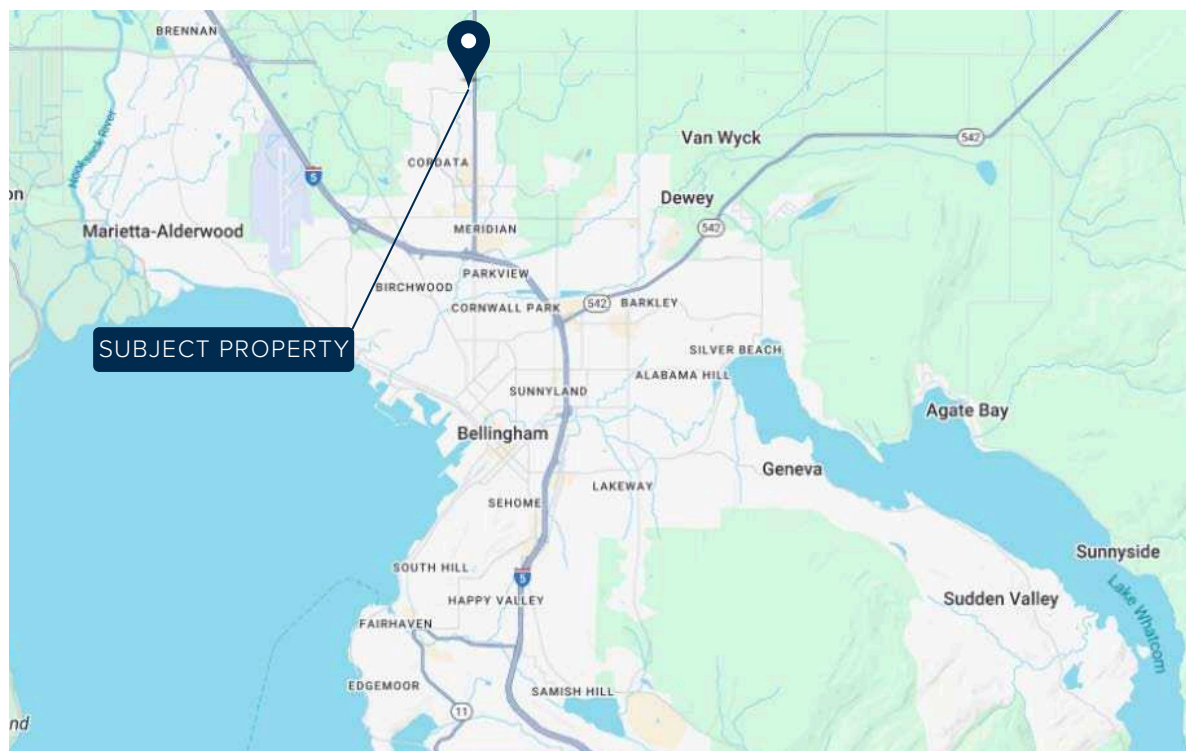 BRENNAN
Nooksack River
Van Wyck
542
CORDATA
5
on
Dewey
Marietta-Alderwood
MERIDIAN
542
PARKVIEW
BIRCHWOOD
CORNWALL PARK
542
BARKLEY
SUBJECT PROPERTY
SILVER BEACH
ALABAMA HILL
SUNNYLAND
Agate Bay
Bellingham
Geneva
LAKEWAY
SEHOME
Sunnyside
SOUTH HILL
5
HAPPY VALLEY
Sudden Valley
Lake Whatcom
FAIRHAVEN
EDGEMOOR
SAMISH HILL
11
nd